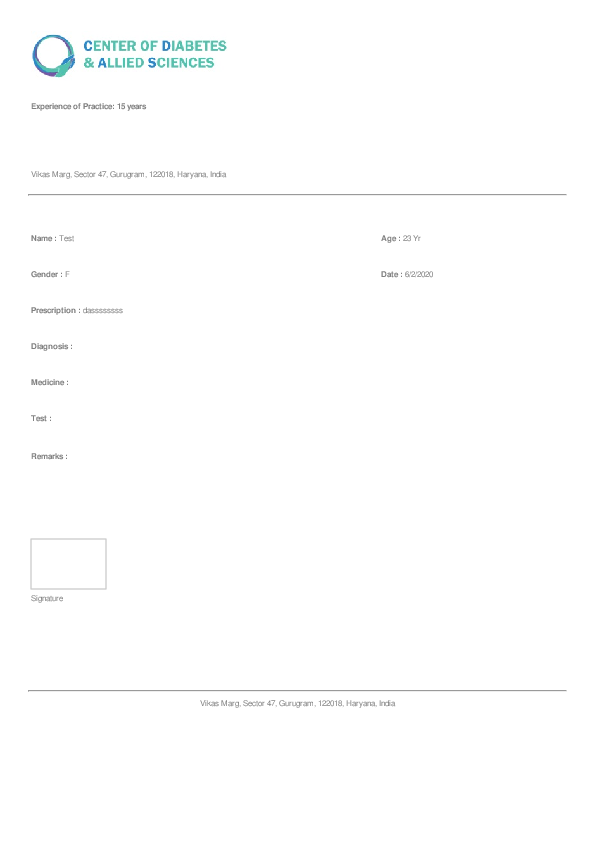 CENTER OF DIABETES
& ALLIED SCIENCES
Experience of Practice: 15 years
Vikas Marg, Sector 47, Gurugram, 122018, Haryana, India
Name : Test
Age : 23 Yr
Gender : F
Date : 6/2/2020
Prescription : dassssssss
Diagnosis :
Medicine :
Test :
Remarks :
Signature
Vikas Marg, Sector 47, Gurugram, 122018, Haryana, India